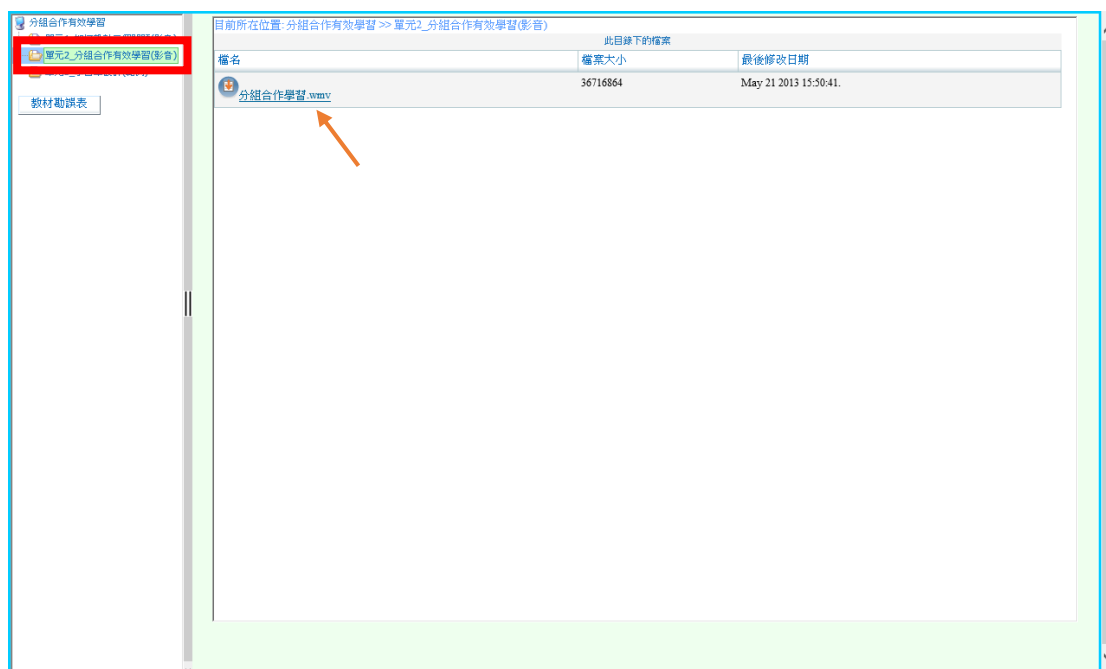 分組合作有效學習
單元2_分組合作有效學習(影音)
教材勘誤表
目前所在位置: 分組合作有效學習 >> 單元2_分組合作有效學習(影音)
此目錄下的檔案
檔名 檔案大小 最後修改日期
分組合作學習.wmv 36716864 May 21 2013 15:50:41.